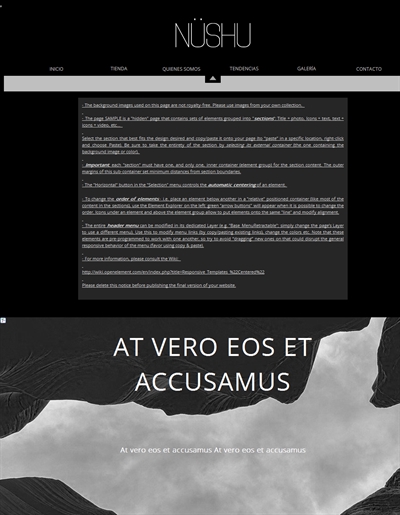 NÜSHU
INICIO TIENDA QUIENES SOMOS TENDENCIAS GALERÍA CONTACTO
. The background images used on this page are not royalty-free. Please use images from your own collection.
. The page SAMPLE is a "hidden" page that contains sets of elements grouped into "sections": Title + photo, icons + text, text +
icons + video, etc...
Select the section that best fits the design desired and copy/paste it onto your page (to "paste" in a specific location, right-click
and choose Paste). Be sure to take the entirety of the section by selecting its external container (the one containing the
background image or color).
. Important: each "section" must have one, and only one, inner container (element group) for the section content. The outer
margins of this sub container set minimum distances from section boundaries.
. The "Horizontal" button in the "Selection" menu controls the automatic centering of an element.
. To change the order of elements - i.e. place an element below another in a "relative" positioned container (like most of the
content in the sections), use the Element Explorer on the left: green "arrow buttons" will appear when it is possible to change the
order. Icons under an element and above the element group allow to put elements onto the same "line" and modify alignment.
. The entire header menu can be modified in its dedicated Layer (e.g. "Base Menu/Retractable": simply change the page's Layer
to use a different menu). Use this to modify menu links (by copy/pasting existing links), change the colors etc. Note that these
elements are pre-programmed to work with one another, so try to avoid "dragging" new ones on that could disrupt the general
responsive behavior of the menu (favor using copy & paste).
. For more information, please consult the Wiki:
http://wiki.openelement.com/en/index.php?title=Responsive_Templates_%22Centered%22
Please delete this notice before publishing the final version of your website.
AT VERO EOS ET
ACCUSAMUS
At vero eos et accusamus At vero eos et accusamus